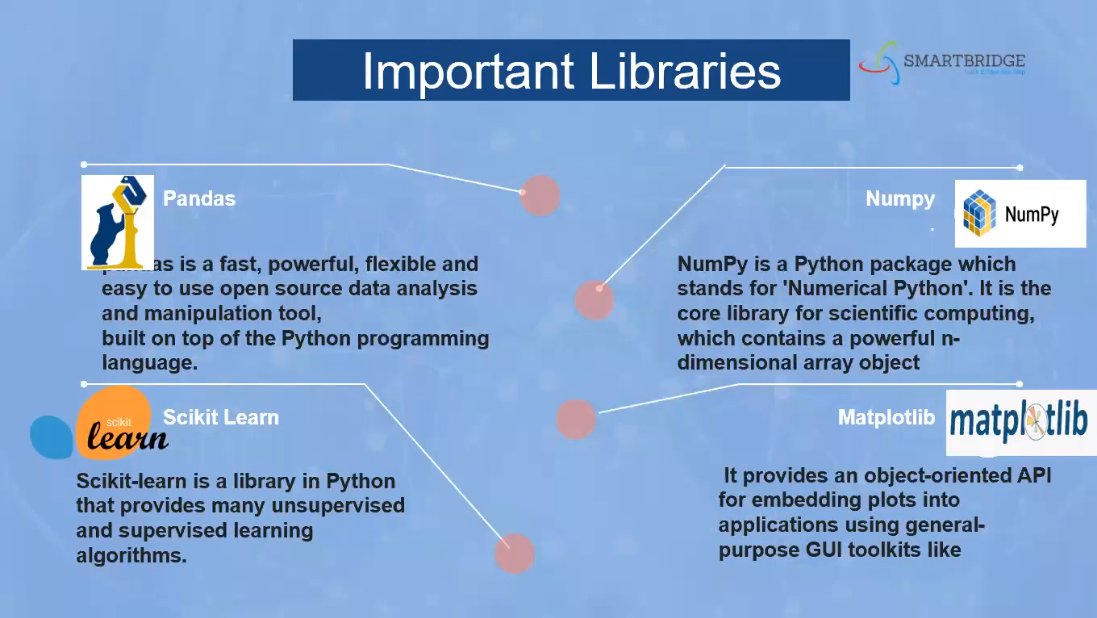 Important Libraries
SMARTBRIDGE
Pandas
pandas is a fast, powerful, flexible and
easy to use open source data analysis
and manipulation tool,
built on top of the Python programming
language.
Numpy
NumPy
.
NumPy is a Python package which
stands for 'Numerical Python'. It is the
core library for scientific computing,
which contains a powerful n-
dimensional array object
scikit
learn
Scikit Learn
Scikit-learn is a library in Python
that provides many unsupervised
and supervised learning
algorithms.
Matplotlib
matplotlib
It provides an object-oriented API
for embedding plots into
applications using general-
purpose GUI toolkits like